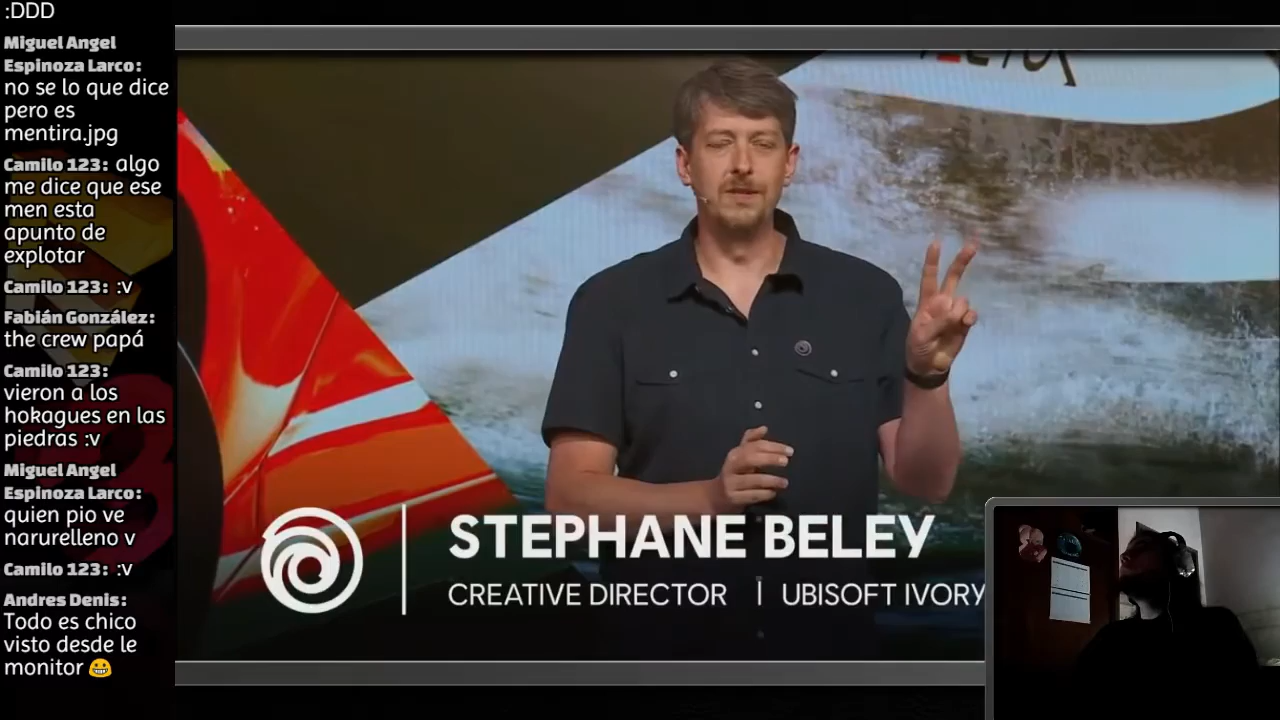 :DDD
Miguel Angel
Espinoza Larco:
no se lo que dice
pero es
mentira.jpg
Camilo 123: algo
me dice que ese
men esta
apunto de
explotar
Camilo 123: :v
Fabián González:
the crew papá
Camilo 123:
vieron a los
hokagues en las
piedras :v
Miguel Angel
Espinoza Larco:
quien pio ve
narurelleno v
Camilo 123: :v
Andres Denis:
Todo es chico
visto desde le
monitor 😬
STEPHANE BELEY
CREATIVE DIRECTOR | UBISOFT IVORY